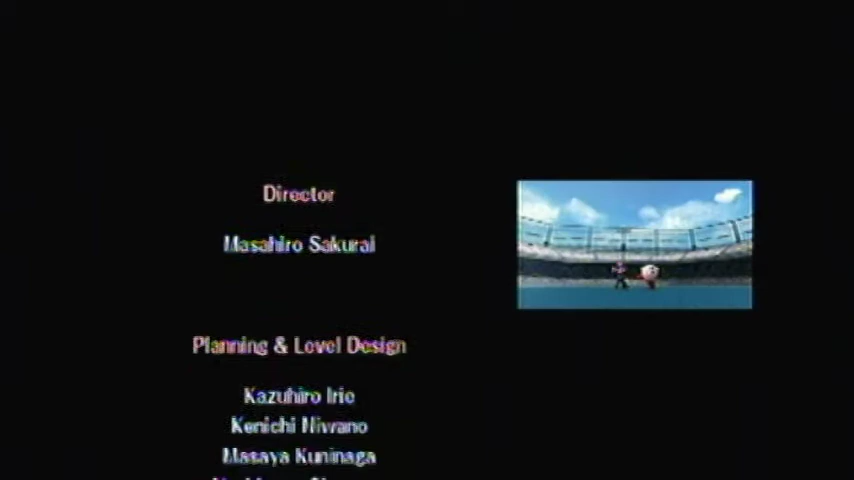 Director
Masahiro Sakurai
Planning & Level Design
Kazuhiro Irie
Kenichi Niwano
Masaya Kuninaga